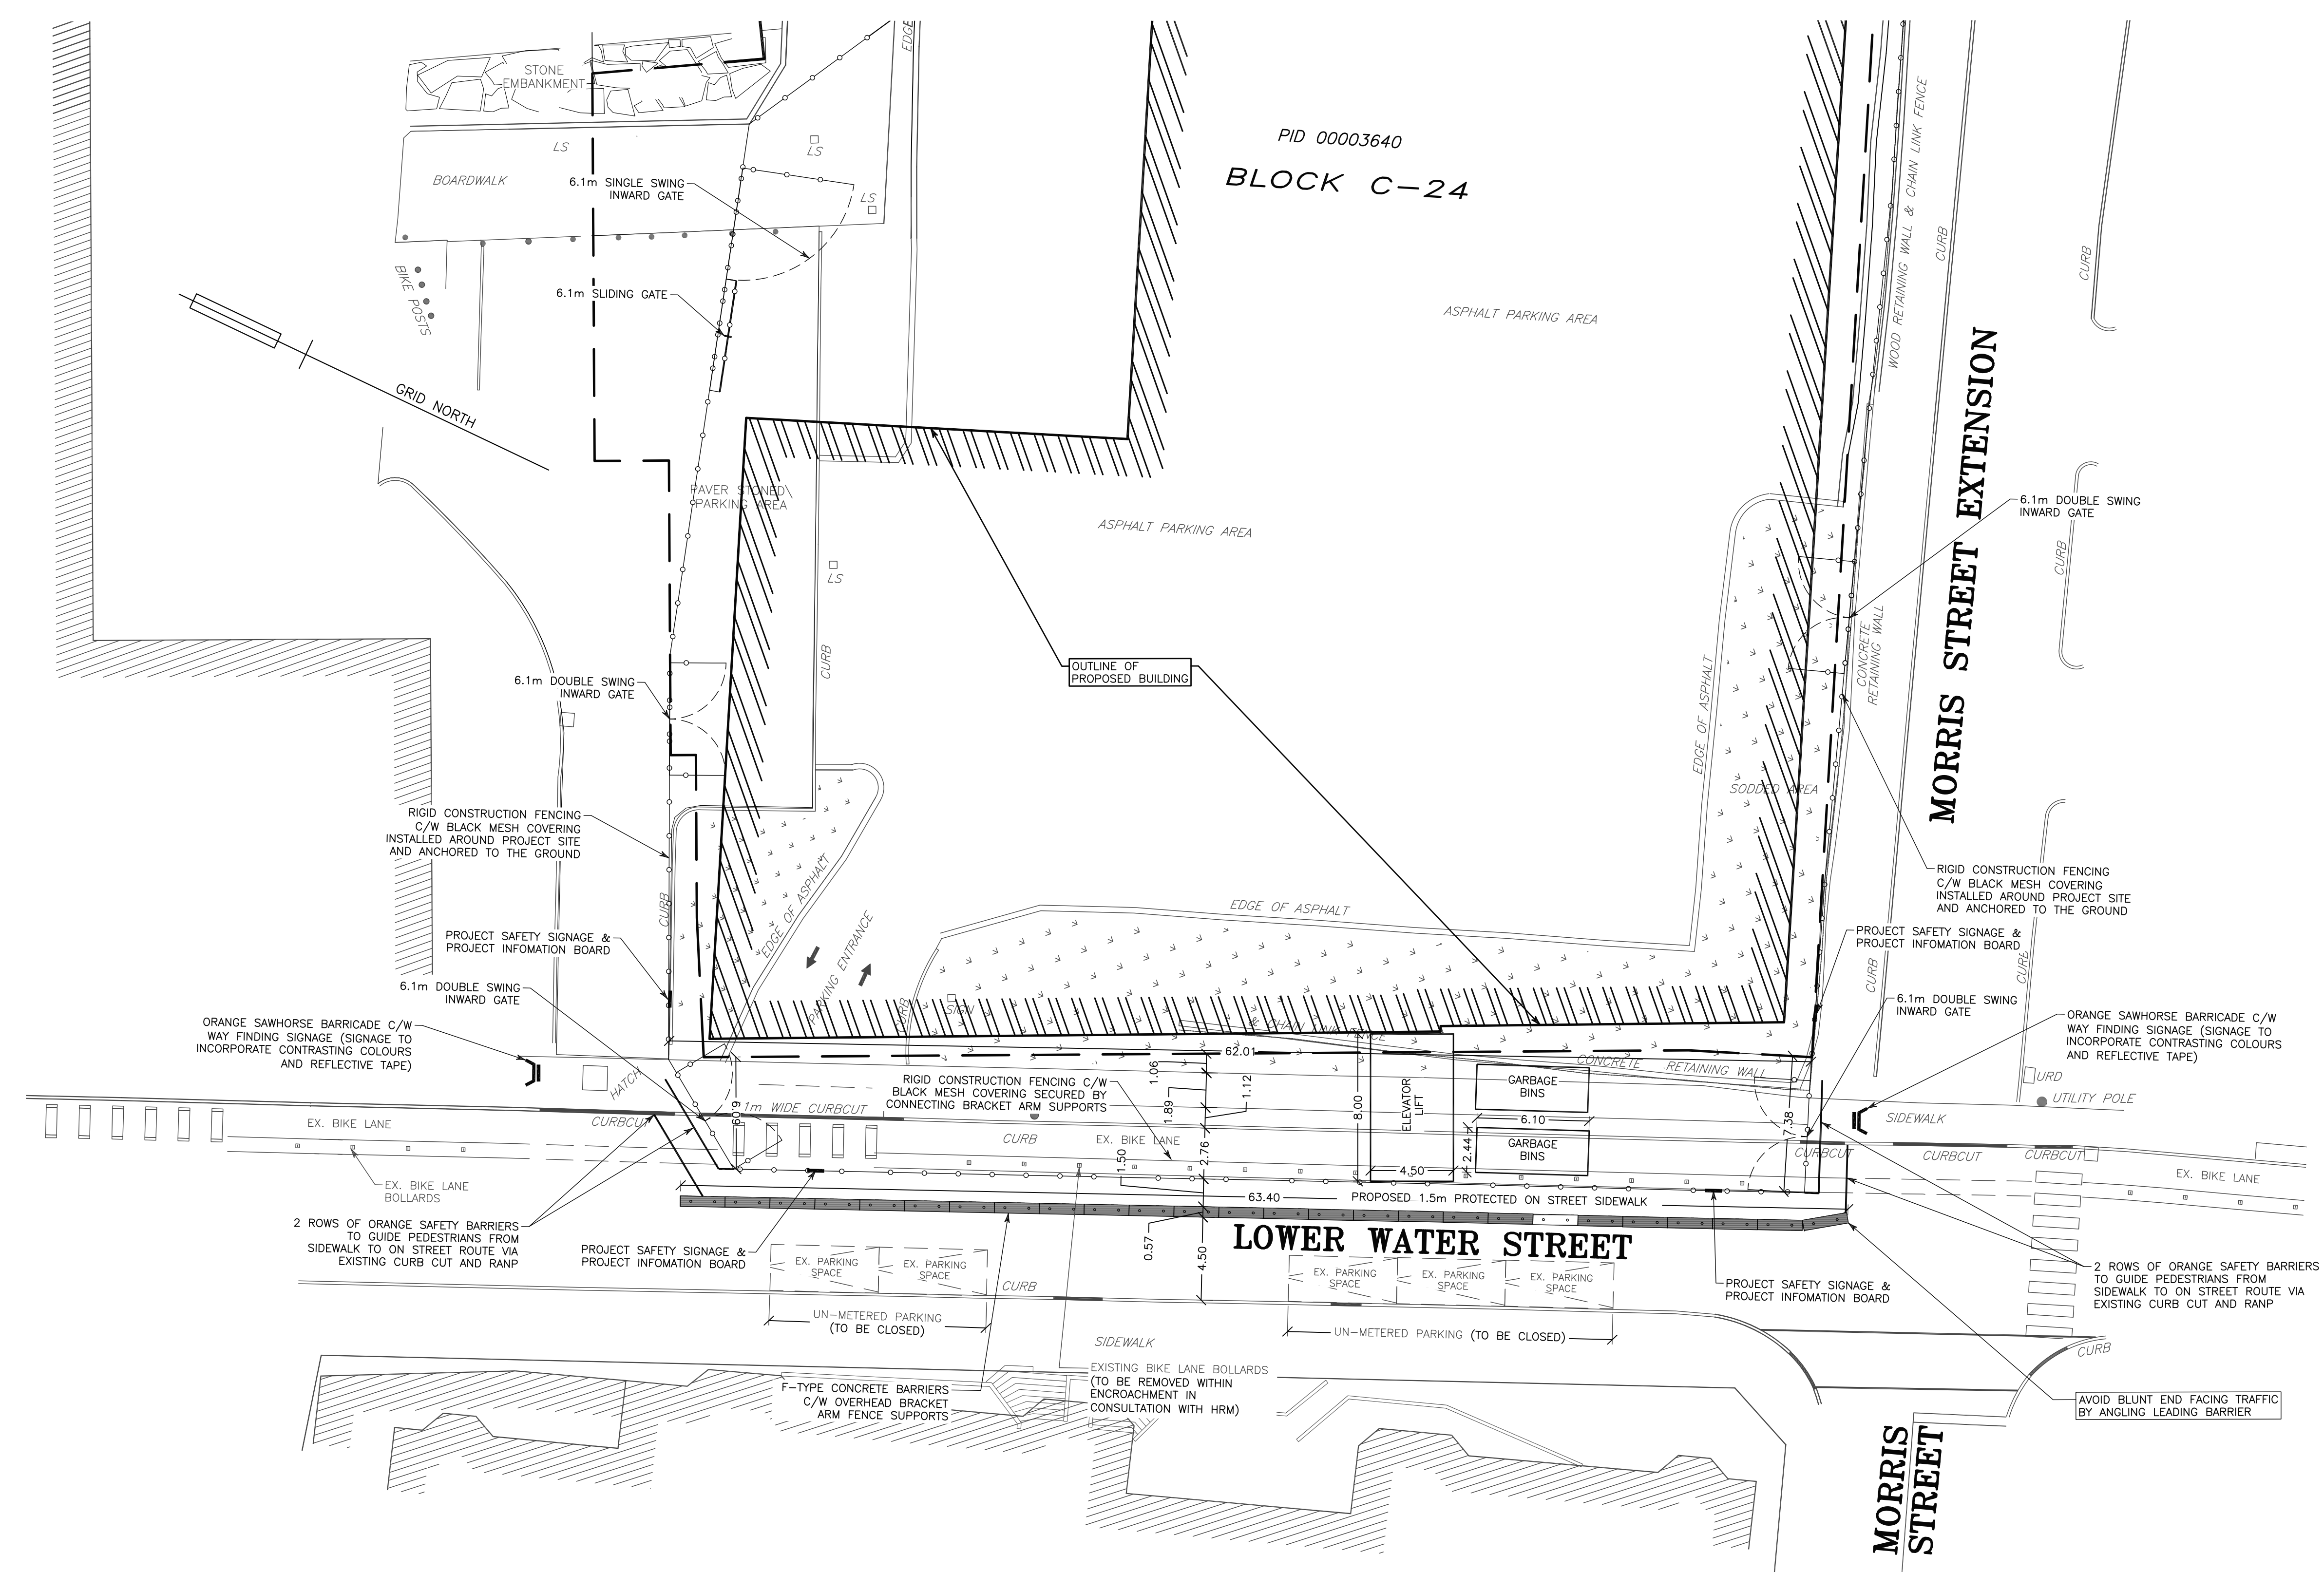 STONE
EMBANKMENT
EDGE
LS
LS
LS
BOARDWALK
6.1m SINGLE SWING
INWARD GATE
BIKE POSTS
6.1m SLIDING GATE
GRID NORTH
PID 00003640
BLOCK C-24
ASPHALT PARKING AREA
WOOD RETAINING WALL & CHAIN LINK FENCE
CURB
CURB
MORRIS STREET EXTENSION
6.1m DOUBLE SWING
INWARD GATE
PAVER STONED\
PARKING AREA
ASPHALT PARKING AREA
LS
CURB
CURB
CONCRETE
RETAINING WALL
EDGE OF ASPHALT
OUTLINE OF
PROPOSED BUILDING
6.1m DOUBLE SWING
INWARD GATE
SODDED AREA
RIGID CONSTRUCTION FENCING
C/W BLACK MESH COVERING
INSTALLED AROUND PROJECT SITE
AND ANCHORED TO THE GROUND
RIGID CONSTRUCTION FENCING
C/W BLACK MESH COVERING
INSTALLED AROUND PROJECT SITE
AND ANCHORED TO THE GROUND
CURB
EDGE OF ASPHALT
PARKING ENTRANCE
EDGE OF ASPHALT
PROJECT SAFETY SIGNAGE &
PROJECT INFOMATION BOARD
PROJECT SAFETY SIGNAGE &
PROJECT INFOMATION BOARD
CURB
CURB
6.1m DOUBLE SWING
INWARD GATE
6.1m DOUBLE SWING
INWARD GATE
CURB
SIGN
& CHAIN LINK FENCE
CONCRETE RETAINING WALL
ORANGE SAWHORSE BARRICADE C/W
WAY FINDING SIGNAGE (SIGNAGE TO
INCORPORATE CONTRASTING COLOURS
AND REFLECTIVE TAPE)
ORANGE SAWHORSE BARRICADE C/W
WAY FINDING SIGNAGE (SIGNAGE TO
INCORPORATE CONTRASTING COLOURS
AND REFLECTIVE TAPE)
HATCH
62.01
1.06
1.12
1.89
RIGID CONSTRUCTION FENCING C/W
BLACK MESH COVERING SECURED BY
CONNECTING BRACKET ARM SUPPORTS
8.00
ELEVATOR
LIFT
GARBAGE
BINS
6.10
GARBAGE
BINS
2.44
4.50
7.38
URD
UTILITY POLE
SIDEWALK
EX. BIKE LANE
CURBCUT
1m WIDE CURBCUT
6.09
CURB
EX. BIKE LANE
1.50
2.76
CURBCUT
CURBCUT
CURBCUT
EX. BIKE LANE
EX. BIKE LANE
BOLLARDS
63.40
PROPOSED 1.5m PROTECTED ON STREET SIDEWALK
LOWER WATER STREET
2 ROWS OF ORANGE SAFETY BARRIERS
TO GUIDE PEDESTRIANS FROM
SIDEWALK TO ON STREET ROUTE VIA
EXISTING CURB CUT AND RANP
PROJECT SAFETY SIGNAGE &
PROJECT INFOMATION BOARD
EX. PARKING
SPACE
EX. PARKING
SPACE
0.57
4.50
EX. PARKING
SPACE
EX. PARKING
SPACE
EX. PARKING
SPACE
PROJECT SAFETY SIGNAGE &
PROJECT INFOMATION BOARD
2 ROWS OF ORANGE SAFETY BARRIERS
TO GUIDE PEDESTRIANS FROM
SIDEWALK TO ON STREET ROUTE VIA
EXISTING CURB CUT AND RANP
CURB
UN-METERED PARKING
(TO BE CLOSED)
UN-METERED PARKING (TO BE CLOSED)
SIDEWALK
CURB
F-TYPE CONCRETE BARRIERS
C/W OVERHEAD BRACKET
ARM FENCE SUPPORTS
EXISTING BIKE LANE BOLLARDS
(TO BE REMOVED WITHIN
ENCROACHMENT IN
CONSULTATION WITH HRM)
AVOID BLUNT END FACING TRAFFIC
BY ANGLING LEADING BARRIER
MORRIS
STREET